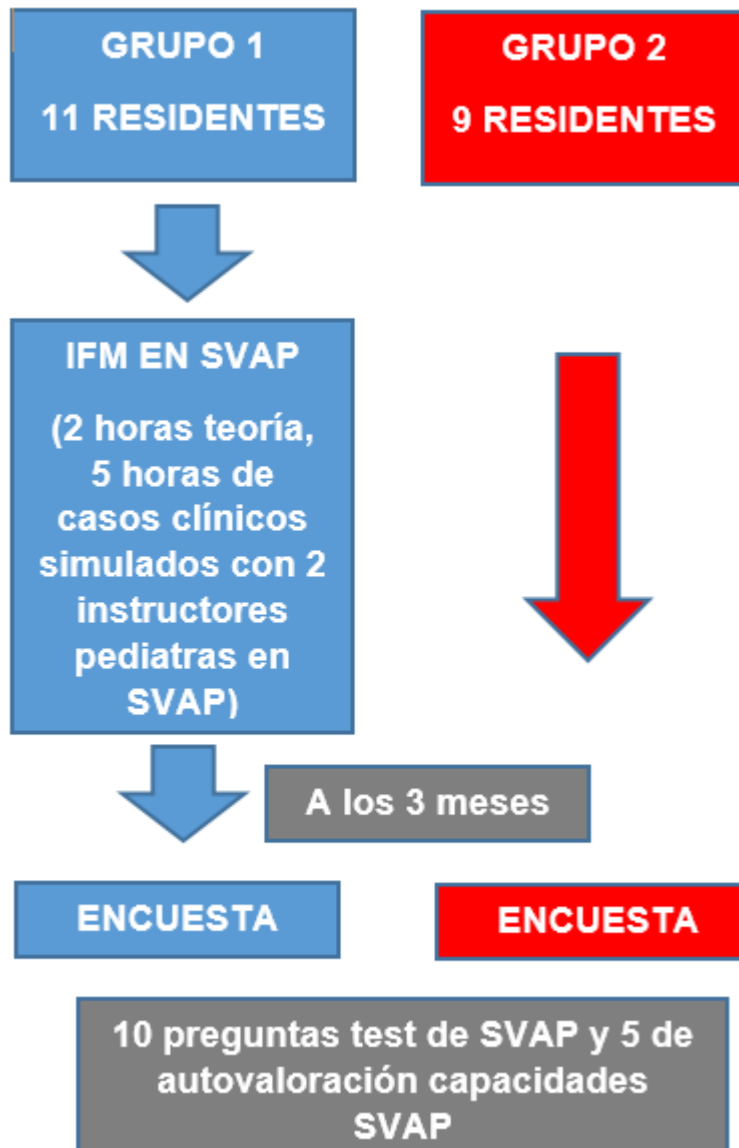 GRUPO 1
11 RESIDENTES
GRUPO 2
9 RESIDENTES
IFM EN SVAP
(2 horas teoría,
5 horas de
casos clínicos
simulados con 2
instructores
pediatras en
SVAP)
A los 3 meses
ENCUESTA
ENCUESTA
10 preguntas test de SVAP y 5 de
autovaloración capacidades
SVAP